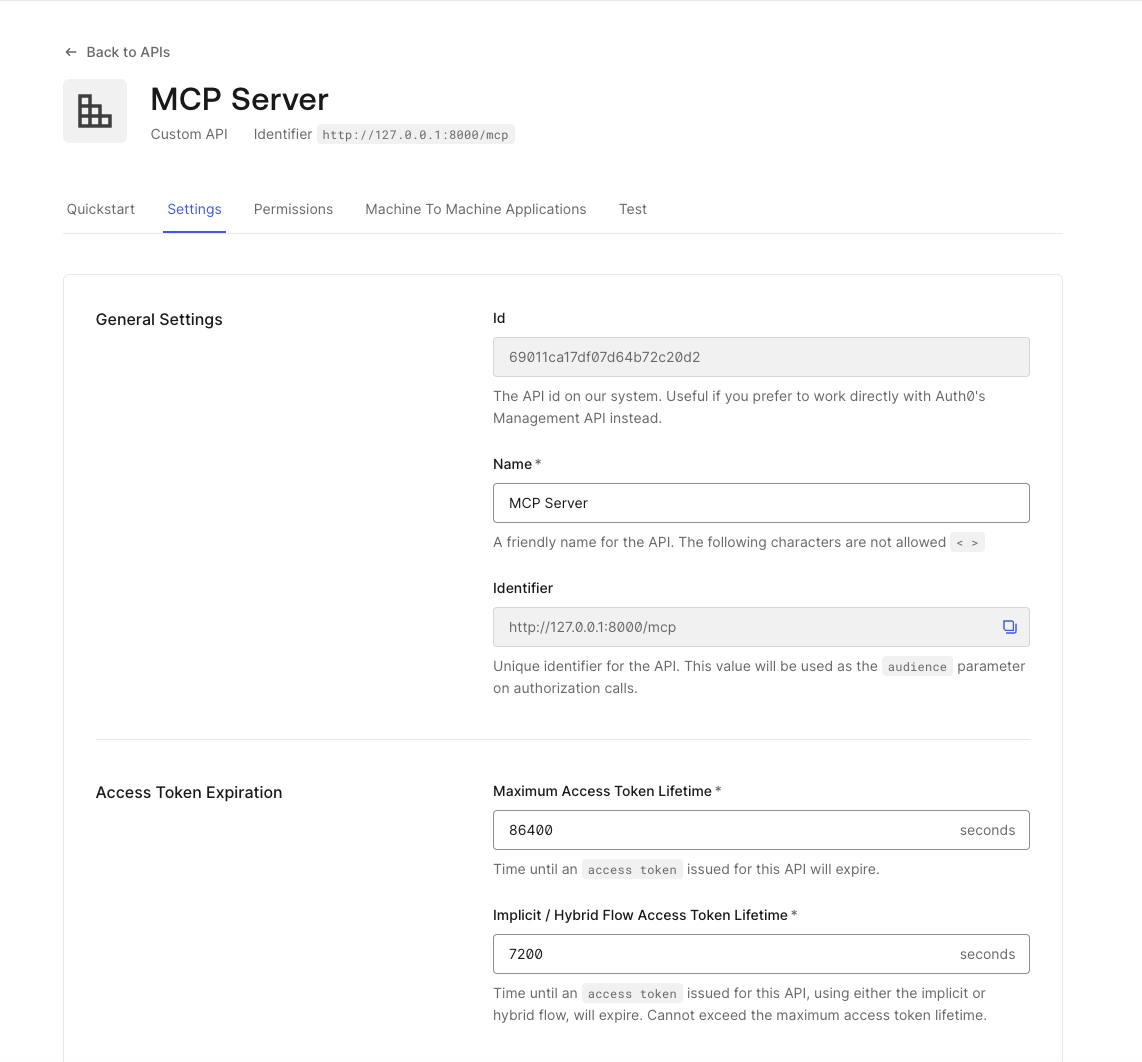 ← Back to APIs
MCP Server
Custom API Identifier http://127.0.0.1:8000/mcp
Quickstart Settings Permissions Machine To Machine Applications Test
General Settings
Id
69011ca17df07d64b72c20d2
The API id on our system. Useful if you prefer to work directly with Auth0's
Management API instead.
Name *
MCP Server
A friendly name for the API. The following characters are not allowed < >
Identifier
http://127.0.0.1:8000/mcp
Unique identifier for the API. This value will be used as the audience parameter
on authorization calls.
Access Token Expiration
Maximum Access Token Lifetime *
86400 seconds
Time until an access token issued for this API will expire.
Implicit / Hybrid Flow Access Token Lifetime *
7200 seconds
Time until an access token issued for this API, using either the implicit or
hybrid flow, will expire. Cannot exceed the maximum access token lifetime.